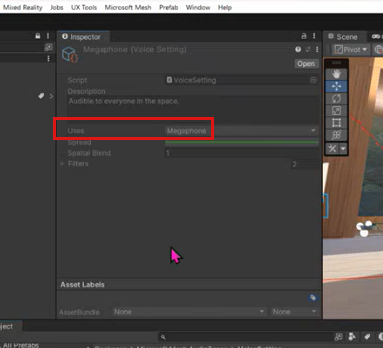 Mixed Reality Jobs UX Tools Microsoft Mesh Prefab Window Help
Inspector
Scene
Megaphone (Voice Setting)
Open
Pivot
Script VoiceSetting
Description
Audible to everyone in the space.
Uses Megaphone
Spread
Spatial Blend 1
Filters 2
Asset Labels
AssetBundle None None
ject
All Prefabs